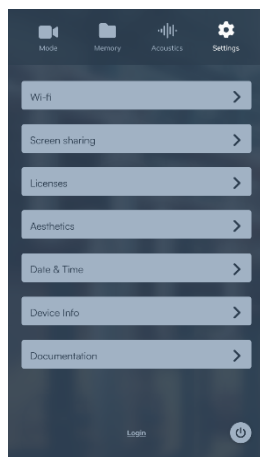 Mode
Memory
Acoustics
Settings
Wi-fi
Screen sharing
Licenses
Aesthetics
Date & Time
Device Info
Documentation
Login